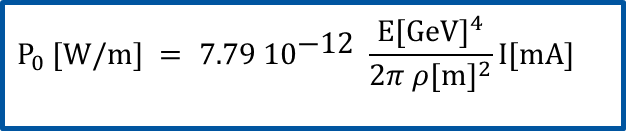 P₀ [W/m] = 7.79 10⁻¹² E[GeV]⁴ / 2π ρ[m]² I[mA]